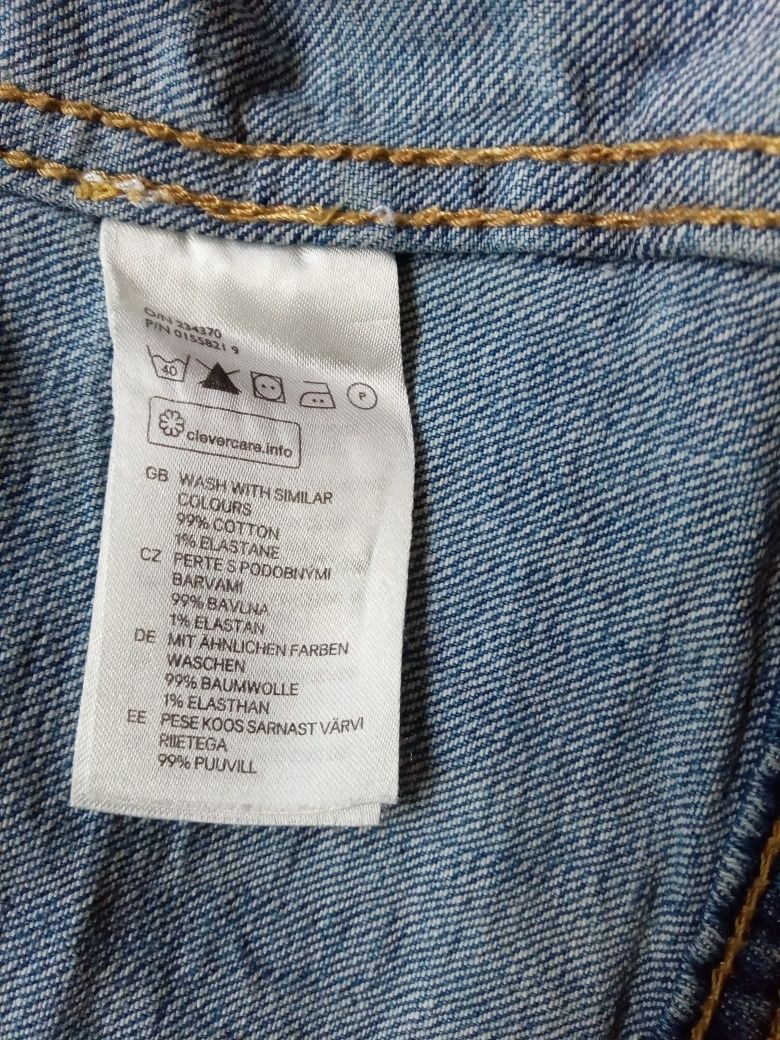 O/N 234370
P/N 0155821 9
40 P
clevercare.info
GB WASH WITH SIMILAR
COLOURS
99% COTTON
1% ELASTANE
CZ PERTE S PODOBNÝMI
BARVAMI
99% BAVLNA
1% ELASTAN
DE MIT ÄHNLICHEN FARBEN
WASCHEN
99% BAUMWOLLE
1% ELASTHAN
EE PESE KOOS SARNAST VÄRVI
RIIETEGA
99% PUUVILL